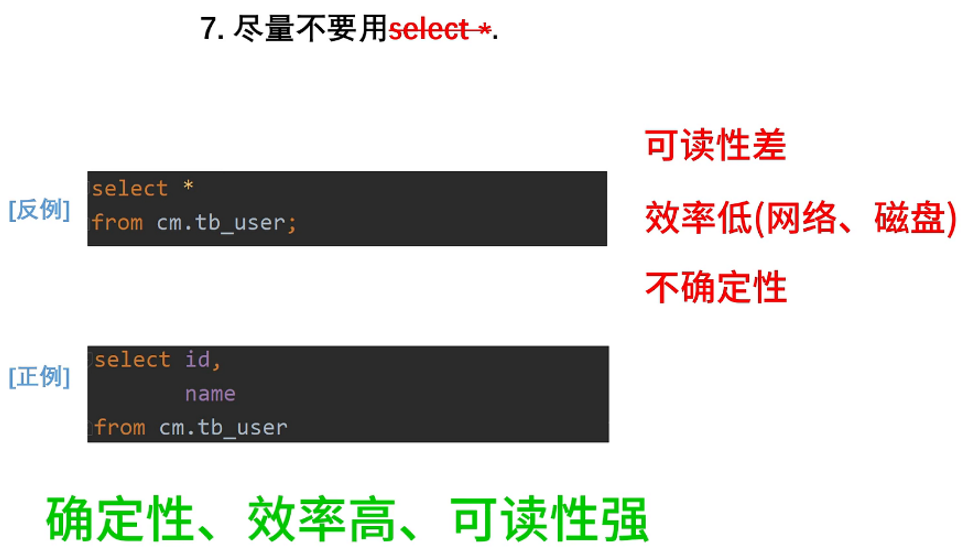 7. 尽量不要用select *.
可读性差
[反例]
select *
from cm.tb_user;
效率低(网络、磁盘)
不确定性
[正例]
select id,
name
from cm.tb_user
确定性、效率高、可读性强